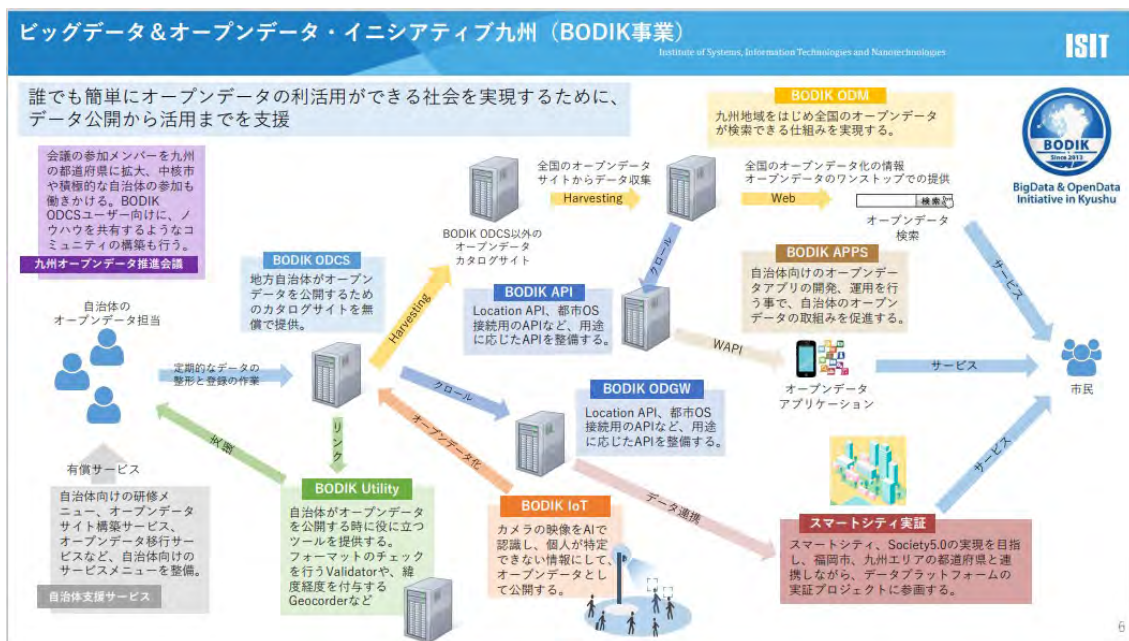 ビッグデータ&オープンデータ・イニシアティブ九州（BODIK事業）
Institute of Systems, Information Technologies and Nanotechnologies
ISIT
誰でも簡単にオープンデータの利活用ができる社会を実現するために、
データ公開から活用までを支援
BODIK ODM
九州地域をはじめ全国のオープンデータ
が検索できる仕組みを実現する。
BODIK
Since 2013
BigData & OpenData
Initiative in Kyushu
会議の参加メンバーを九州
の都道府県に拡大、中核市
や積極的な自治体の参加も
働きかける。BODIK
ODCSユーザー向けに、ノ
ウハウを共有するようなコ
ミュニティの構築も行う。
九州オープンデータ推進会議
全国のオープンデータ
サイトからデータ収集
Harvesting
全国のオープンデータ化の情報
オープンデータのワンストップでの提供
Web
検索
オープンデータ
検索
BODIK ODCS以外の
オープンデータ
カタログサイト
BODIK ODCS
地方自治体がオープン
データを公開するため
のカタログサイトを無
償で提供。
Harvesting
クロール
BODIK API
Location API、都市OS
接続用のAPIなど、用途
に応じたAPIを整備する。
BODIK APPS
自治体向けのオープンデー
タアプリの開発、運用を行
う事で、自治体のオープン
データの取組みを促進する。
サービス
自治体の
オープンデータ担当
定期的なデータの
整形と登録の作業
WAPI
オープンデータ
アプリケーション
サービス
市民
クロール
BODIK ODGW
Location API、都市OS
接続用のAPIなど、用途
に応じたAPIを整備する。
オープンデータ化
リンク
支援
データ連携
サービス
有償サービス
自治体向けの研修メ
ニュー、オープンデータ
サイト構築サービス、
オープンデータ移行サー
ビスなど、自治体向けの
サービスメニューを整備。
自治体支援サービス
BODIK Utility
自治体がオープンデータ
を公開する時に役に立つ
ツールを提供する。
フォーマットのチェック
を行うValidatorや、緯
度経度を付与する
Geocorderなど
BODIK IoT
カメラの映像をAIで
認識し、個人が特定
できない情報にして、
オープンデータとし
て公開する。
スマートシティ実証
スマートシティ、Society5.0の実現を目指
し、福岡市、九州エリアの都道府県と連
携しながら、データプラットフォームの
実証プロジェクトに参画する。
6